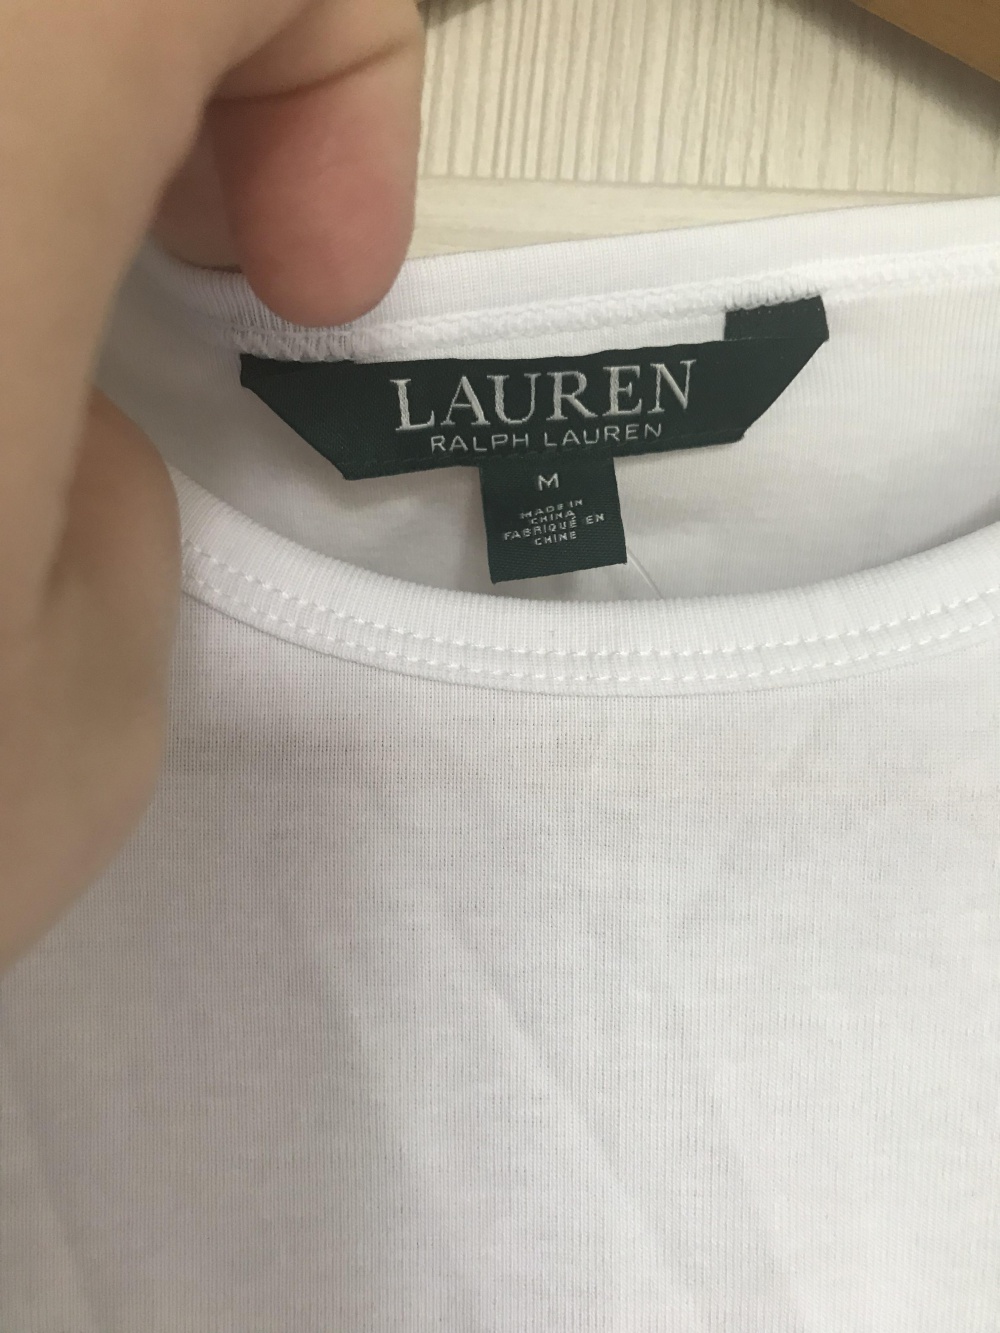 LAUREN
RALPH LAUREN
M
MADE IN
CHINA
FABRIQUÉ EN
CHINE